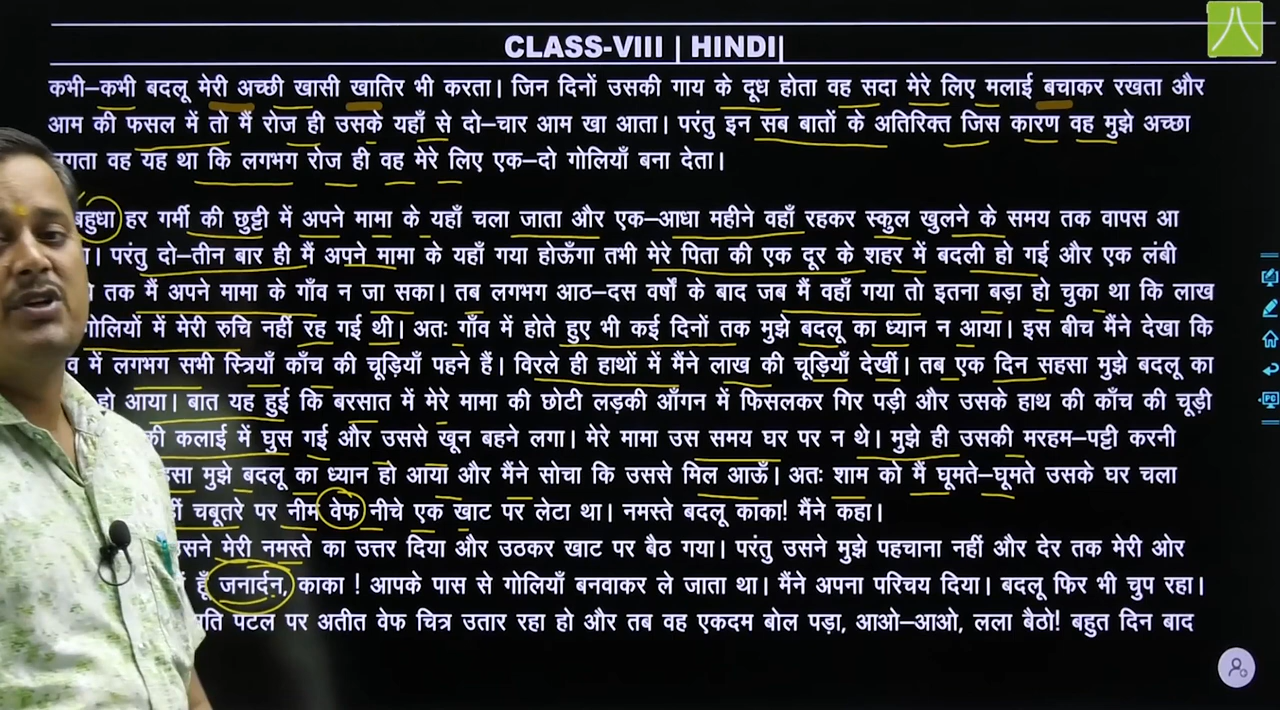 CLASS-VIII | HINDI|
कभी–कभी बदलू मेरी अच्छी खासी खातिर भी करता। जिन दिनों उसकी गाय के दूध होता वह सदा मेरे लिए मलाई बचाकर रखता और
आम की फसल में तो मैं रोज ही उसके यहाँ से दो–चार आम खा आता। परंतु इन सब बातों के अतिरिक्त जिस कारण वह मुझे अच्छा
वह यह था कि लगभग रोज ही वह मेरे लिए एक–दो गोलियाँ बना देता।
बहुधा हर गर्मी की छुट्टी में अपने मामा के यहाँ चला जाता और एक–आधा महीने वहाँ रहकर स्कुल खुलने के समय तक वापस आ
परंतु दो–तीन बार ही मैं अपने मामा के यहाँ गया होऊँगा तभी मेरे पिता की एक दूर के शहर में बदली हो गई और एक लंबी
तक मैं अपने मामा के गाँव न जा सका। तब लगभग आठ–दस वर्षों के बाद जब मैं वहाँ गया तो इतना बड़ा हो चुका था कि लाख
गोलियों में मेरी रुचि नहीं रह गई थी। अतः गाँव में होते हुए भी कई दिनों तक मुझे बदलू का ध्यान न आया। इस बीच मैंने देखा कि
में लगभग सभी स्त्रियाँ काँच की चूड़ियाँ पहने हैं। विरले ही हाथों में मैंने लाख की चूड़ियाँ देखीं। तब एक दिन सहसा मुझे बदलू का
हो आया। बात यह हुई कि बरसात में मेरे मामा की छोटी लड़की आँगन में फिसलकर गिर पड़ी और उसके हाथ की काँच की चूड़ी
की कलाई में घुस गई और उससे खून बहने लगा। मेरे मामा उस समय घर पर न थे। मुझे ही उसकी मरहम–पट्टी करनी
मुझे बदलू का ध्यान हो आया और मैंने सोचा कि उससे मिल आऊँ। अतः शाम को मैं घूमते–घूमते उसके घर चला
चबूतरे पर नीम वेफ नीचे एक खाट पर लेटा था। नमस्ते बदलू काका! मैंने कहा।
मेरी नमस्ते का उत्तर दिया और उठकर खाट पर बैठ गया। परंतु उसने मुझे पहचाना नहीं और देर तक मेरी ओर
हूँ जनार्दन, काका ! आपके पास से गोलियाँ बनवाकर ले जाता था। मैंने अपना परिचय दिया। बदलू फिर भी चुप रहा।
पटल पर अतीत वेफ चित्र उतार रहा हो और तब वह एकदम बोल पड़ा, आओ–आओ, लला बैठो! बहुत दिन बाद
PC